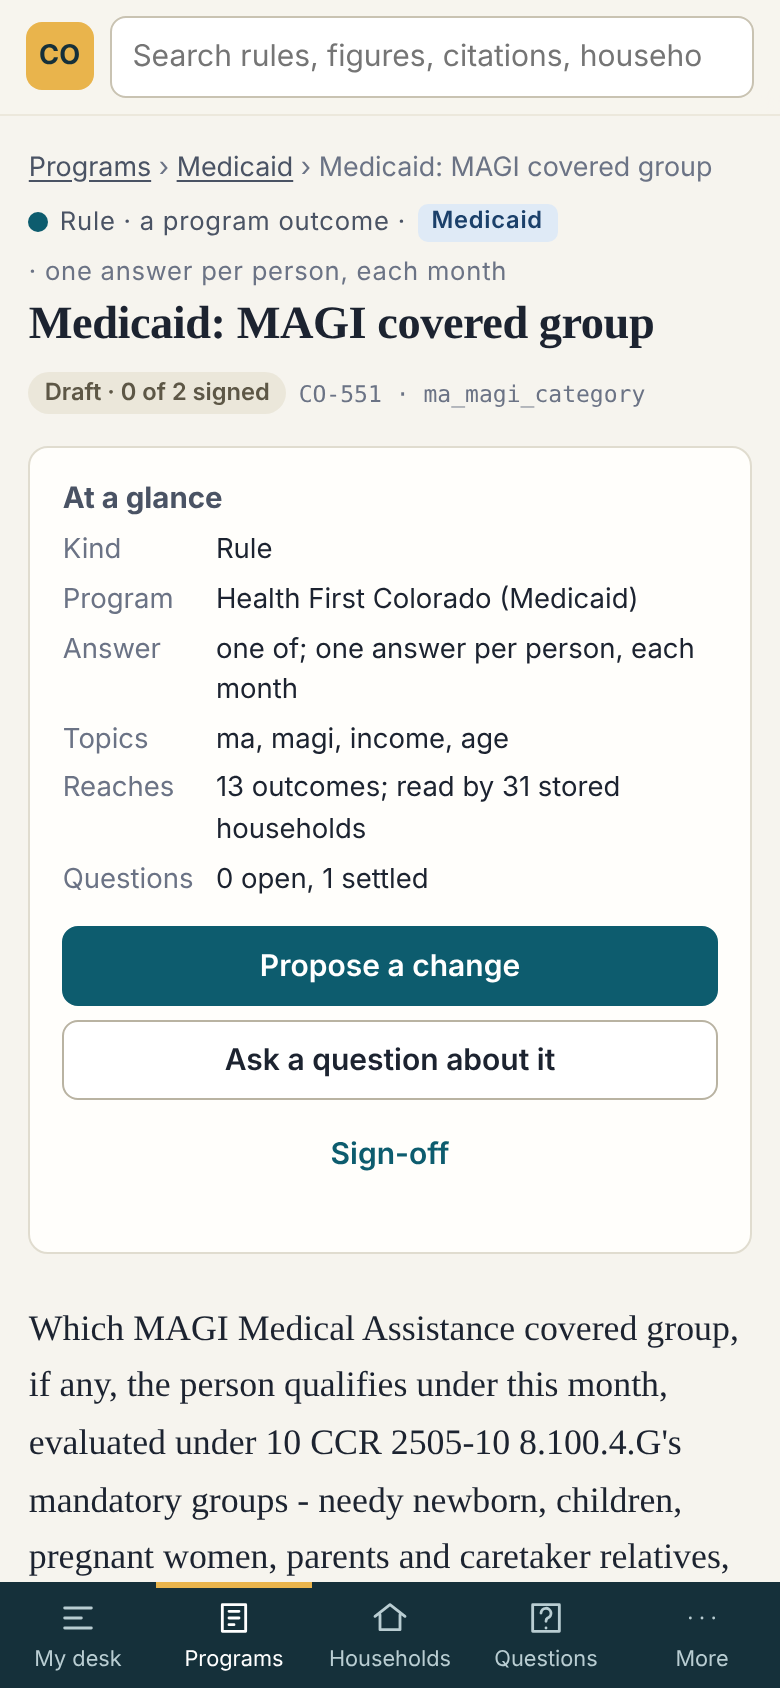 CO
Search rules, figures, citations, househo
Programs › Medicaid › Medicaid: MAGI covered group
Rule · a program outcome · Medicaid
· one answer per person, each month
Medicaid: MAGI covered group
Draft · 0 of 2 signed CO-551 · ma_magi_category
At a glance
Kind Rule
Program Health First Colorado (Medicaid)
Answer one of; one answer per person, each
month
Topics ma, magi, income, age
Reaches 13 outcomes; read by 31 stored
households
Questions 0 open, 1 settled
Propose a change
Ask a question about it
Sign-off
Which MAGI Medical Assistance covered group,
if any, the person qualifies under this month,
evaluated under 10 CCR 2505-10 8.100.4.G's
mandatory groups - needy newborn, children,
pregnant women, parents and caretaker relatives,
My desk Programs Households Questions More